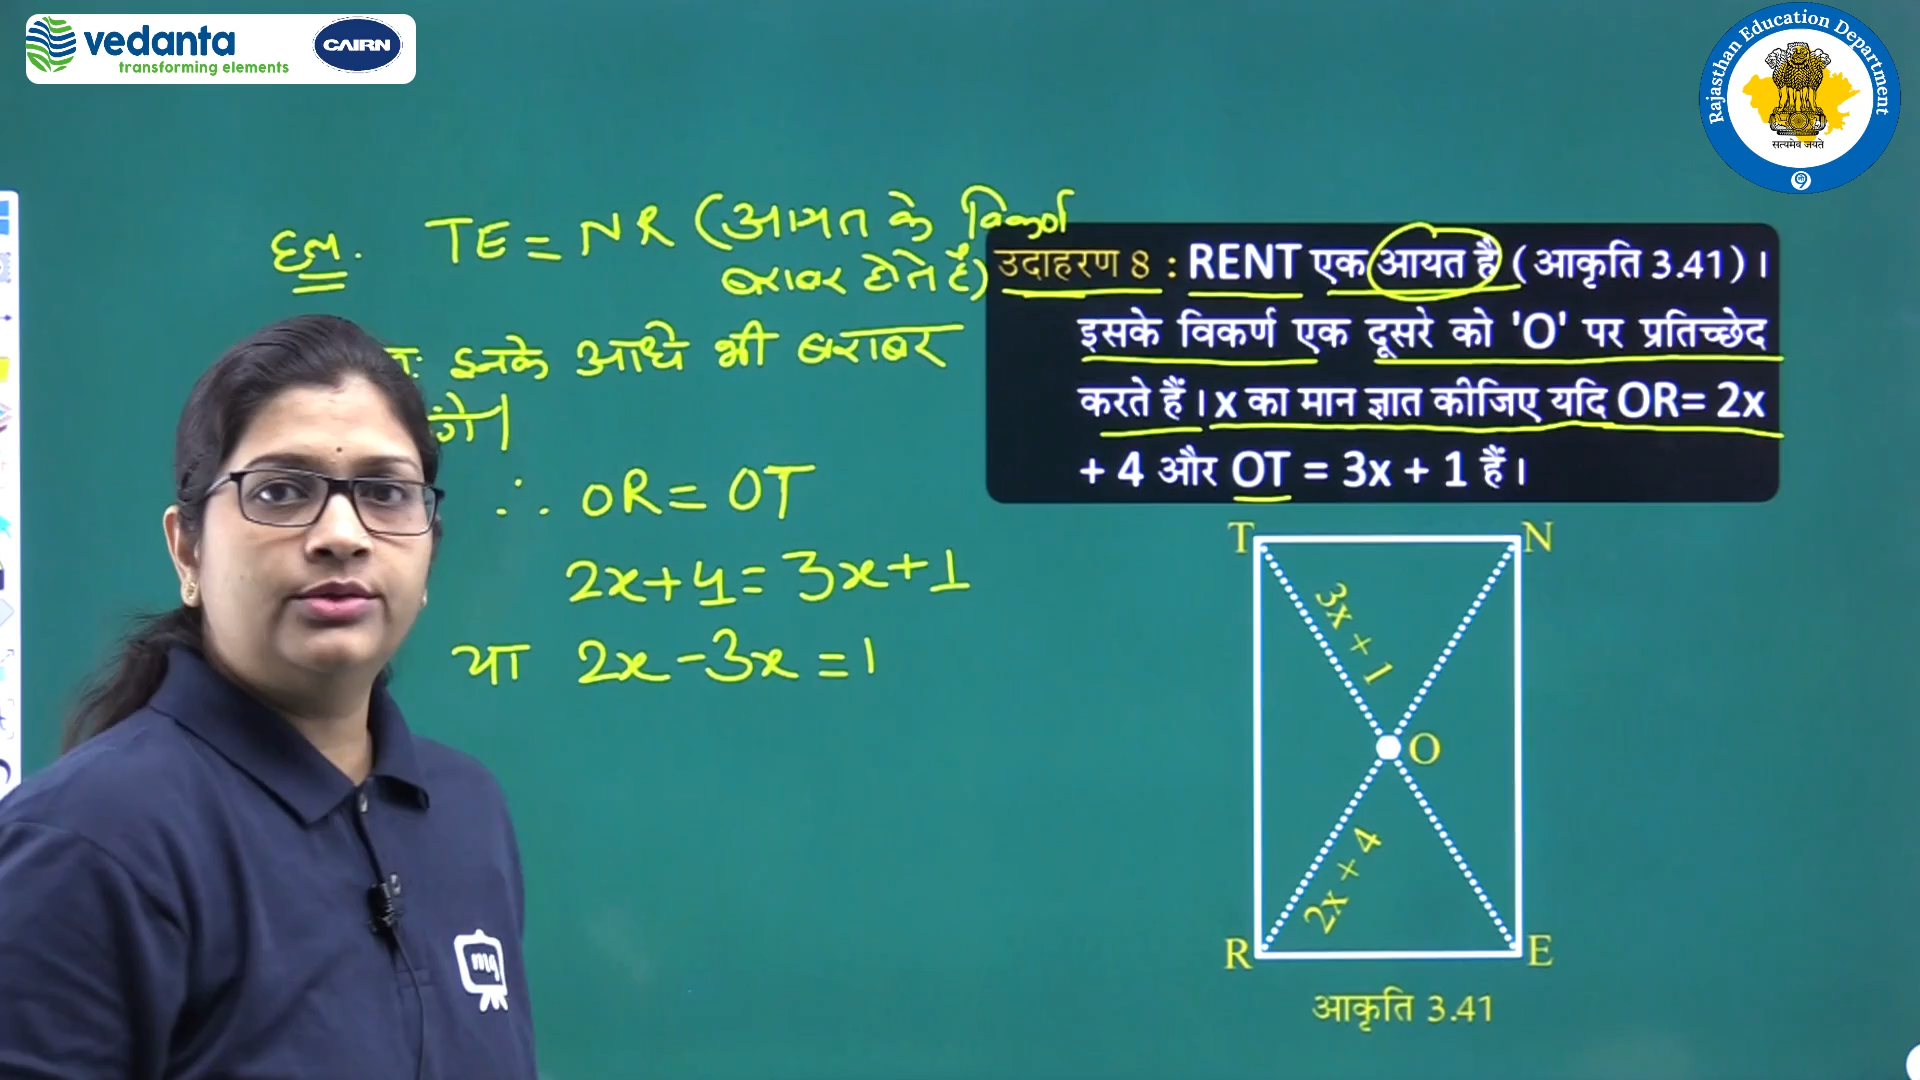 vedanta
transforming elements
CAIRN
Rajasthan Education Department
सत्यमेव जयते
हल. TE = NR (आयत के विकर्ण
बराबर होते है)
इनके आधे भी बराबर
∴ OR = OT
2x+4=3x+1
या 2x-3x=1
उदाहरण 8 : RENT एक आयत है (आकृति 3.41)।
इसके विकर्ण एक दूसरे को 'O' पर प्रतिच्छेद
करते हैं। x का मान ज्ञात कीजिए यदि OR= 2x
+ 4 और OT = 3x + 1 हैं।
T N
3x + 1
O
2x + 4
R E
आकृति 3.41
mg